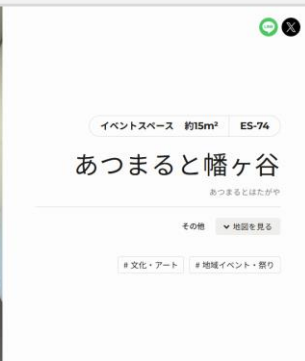 LINE
イベントスペース 約15m² ES-74
あつまると幡ヶ谷
あつまるとはたがや
その他 地図を見る
# 文化・アート # 地域イベント・祭り